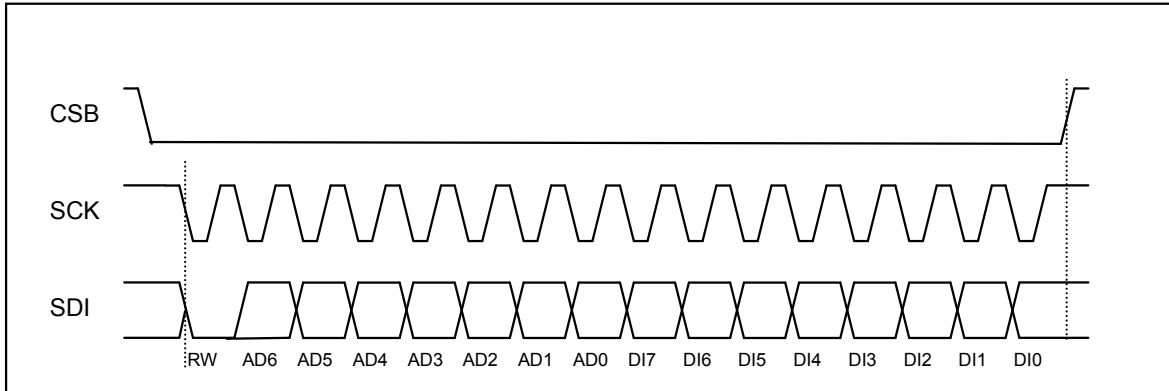 CSB
SCK
SDI
RW AD6 AD5 AD4 AD3 AD2 AD1 AD0 DI7 DI6 DI5 DI4 DI3 DI2 DI1 DI0